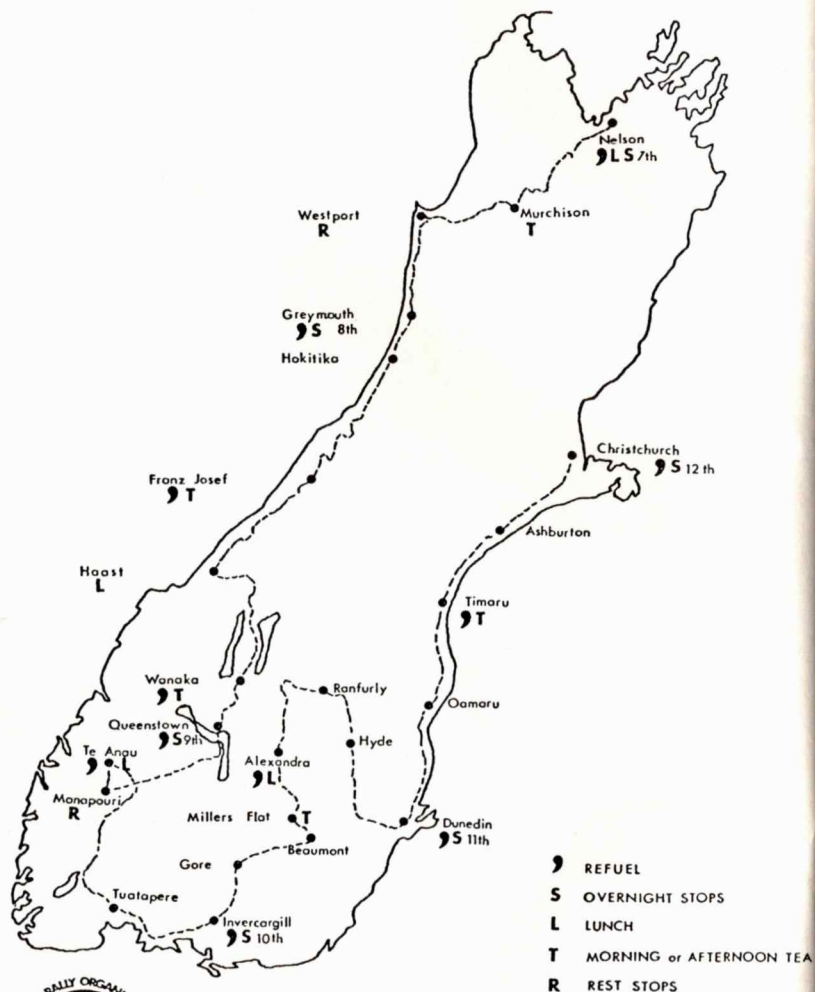 Nelson
❜ L S 7th
Murchison
T
Westport
R
Greymouth
❜ S 8th
Hokitika
Christchurch
❜ S 12th
Franz Josef
❜ T
Ashburton
Haast
L
Timaru
❜ T
Wanaka
❜ T
Ranfurly
Oamaru
Queenstown
❜ S 9th
Hyde
Te Anau
❜ L
Alexandra
❜ L
Manapouri
R
Millers Flat T
Dunedin
❜ S 11th
Beaumont
Gore
Tuatapere
Invercargill
❜ S 10th
❜ REFUEL
S OVERNIGHT STOPS
L LUNCH
T MORNING or AFTERNOON TEA
R REST STOPS
RALLY